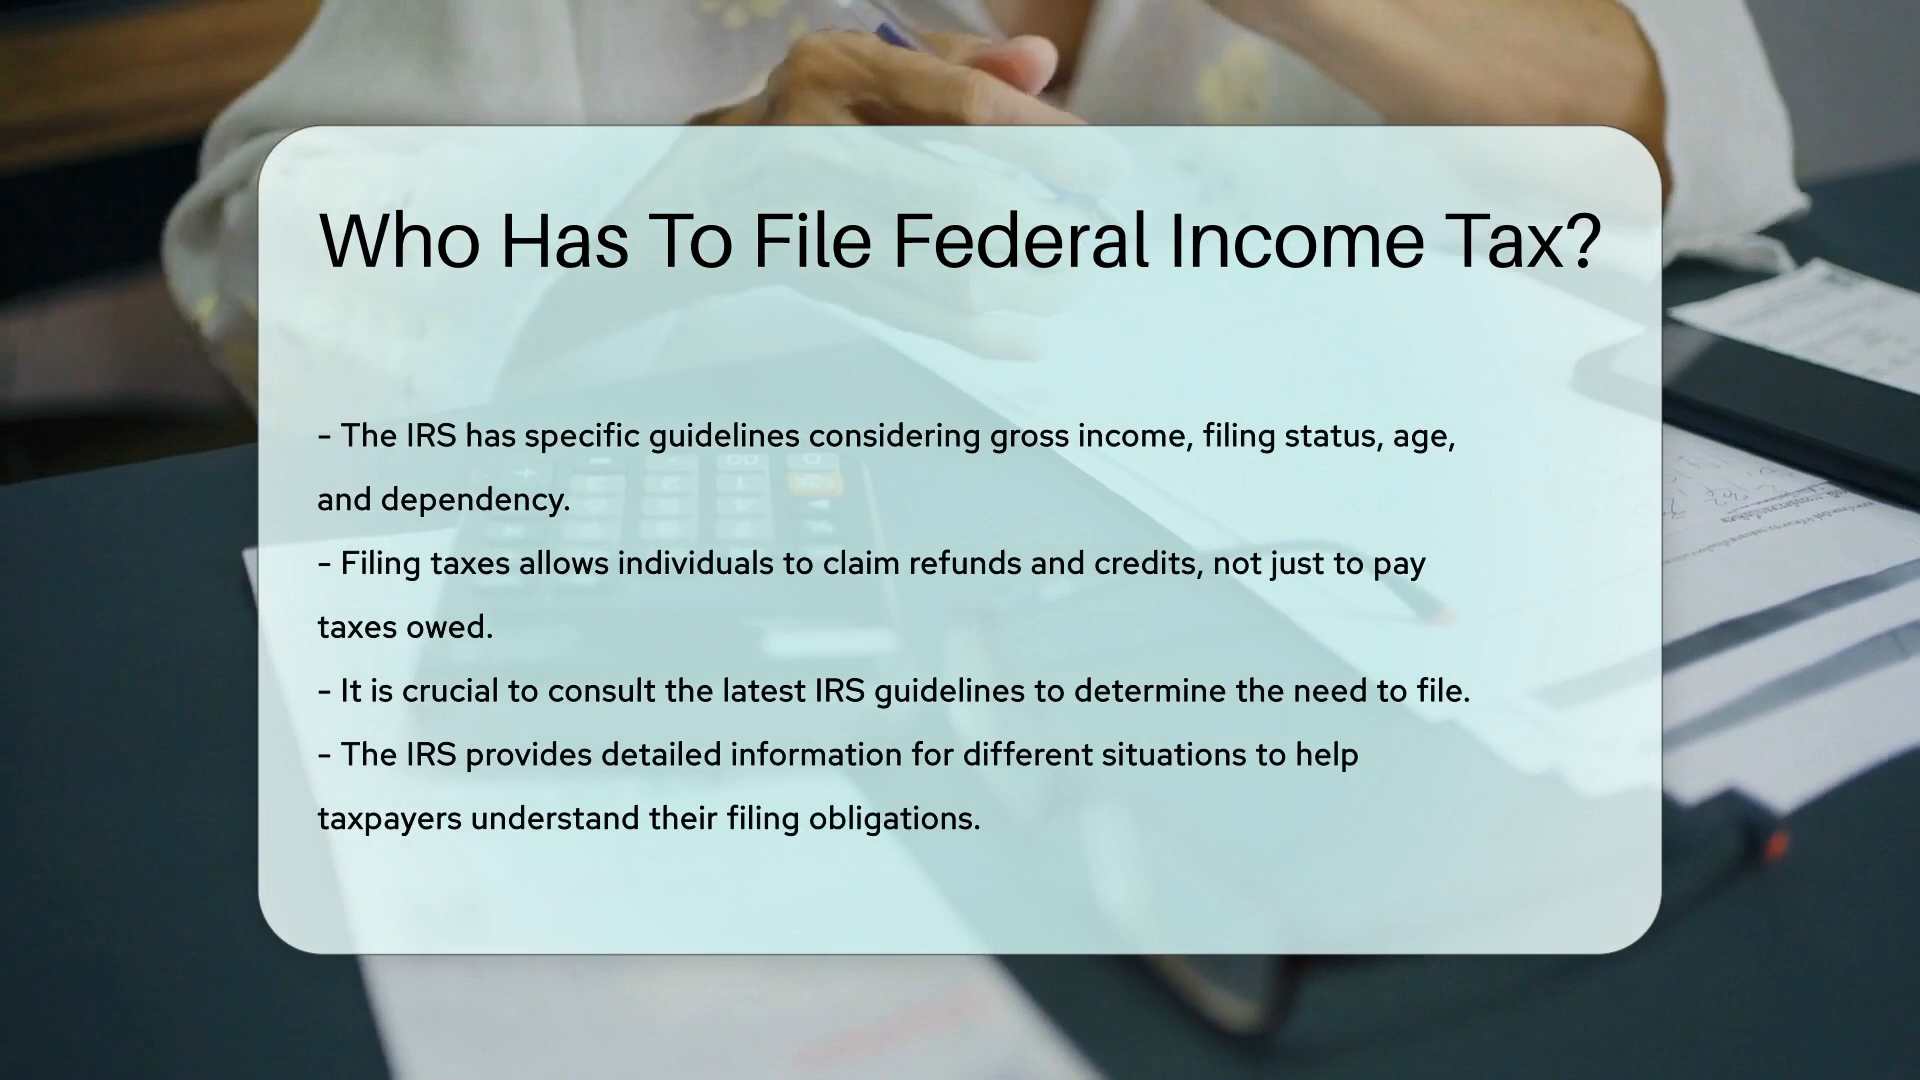 Who Has To File Federal Income Tax?
- The IRS has specific guidelines considering gross income, filing status, age,
and dependency.
- Filing taxes allows individuals to claim refunds and credits, not just to pay
taxes owed.
- It is crucial to consult the latest IRS guidelines to determine the need to file.
- The IRS provides detailed information for different situations to help
taxpayers understand their filing obligations.